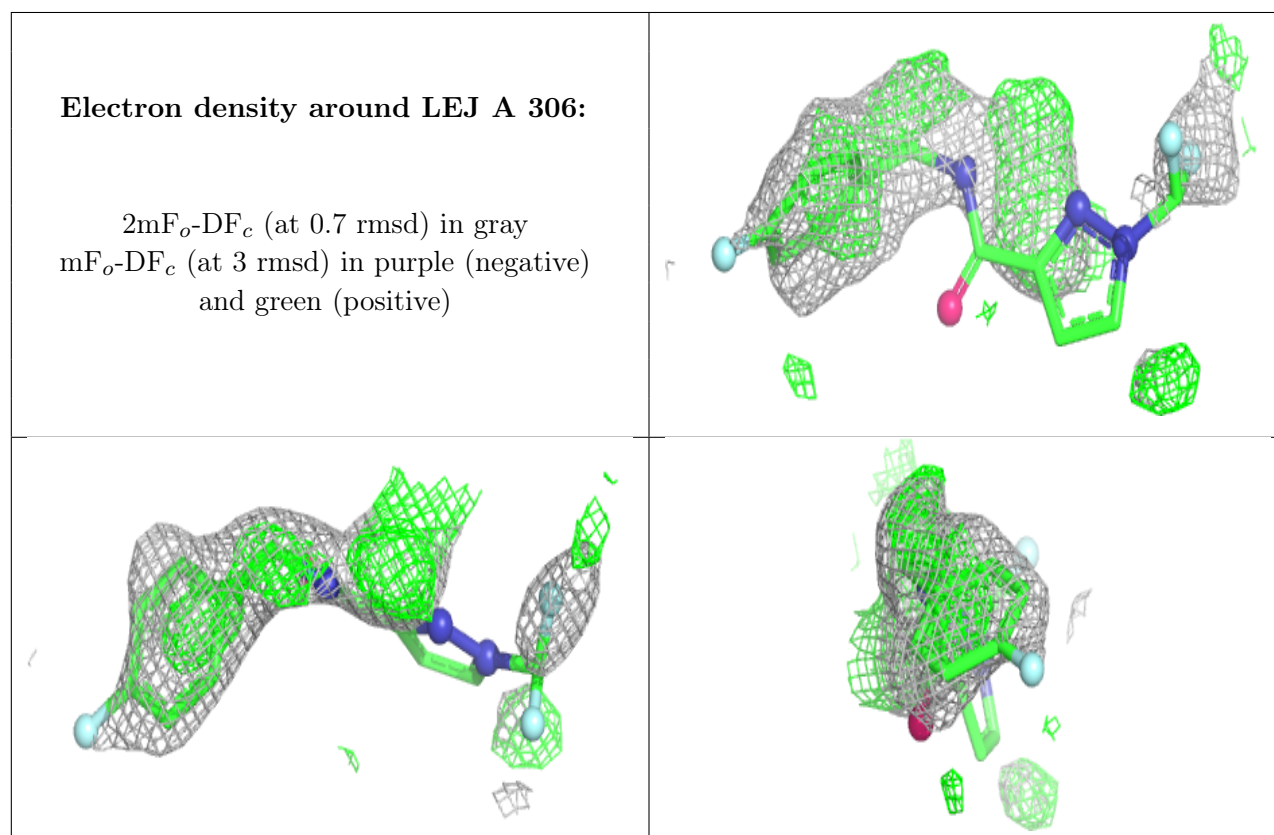 Electron density around LEJ A 306:
2mFo-DFc (at 0.7 rmsd) in gray
mFo-DFc (at 3 rmsd) in purple (negative)
and green (positive)